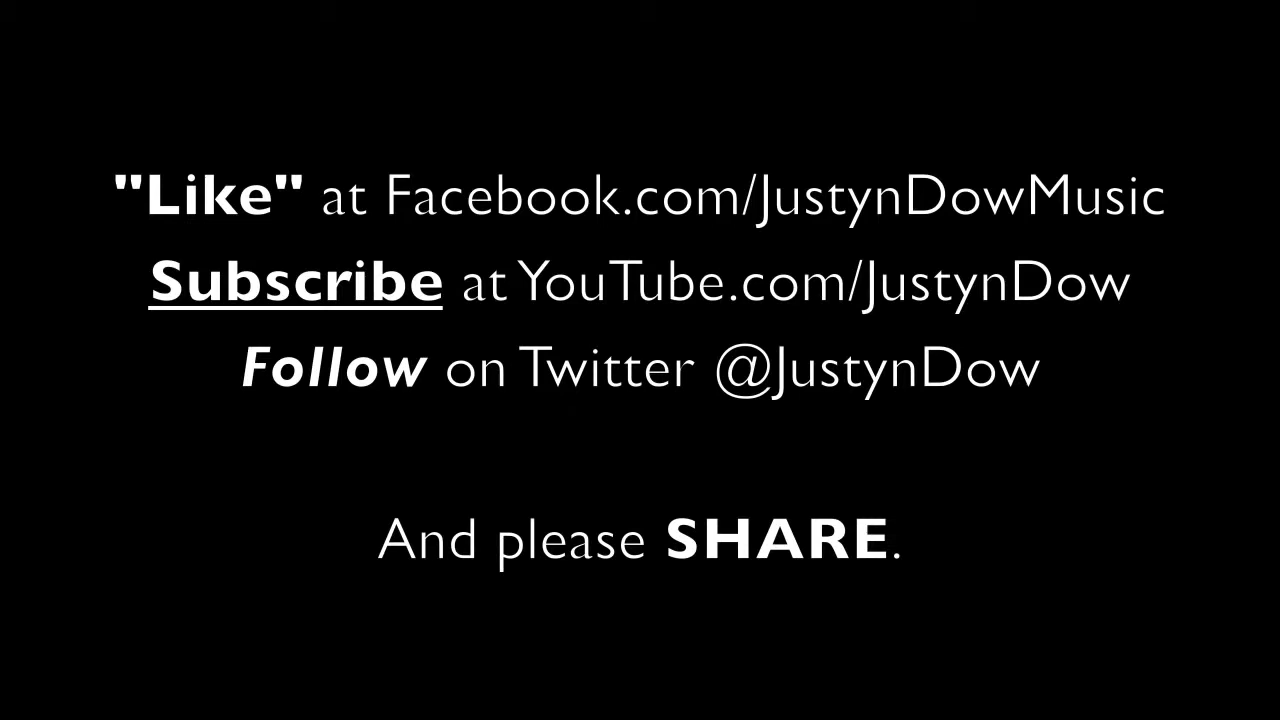 "Like" at Facebook.com/JustynDowMusic
Subscribe at YouTube.com/JustynDow
Follow on Twitter @JustynDow
And please SHARE.